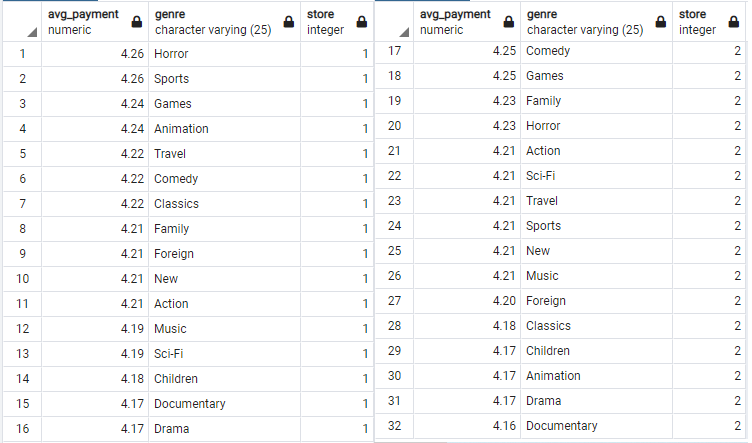 avg_payment genre store
numeric character varying (25) integer
1 4.26 Horror 1
2 4.26 Sports 1
3 4.24 Games 1
4 4.24 Animation 1
5 4.22 Travel 1
6 4.22 Comedy 1
7 4.22 Classics 1
8 4.21 Family 1
9 4.21 Foreign 1
10 4.21 New 1
11 4.21 Action 1
12 4.19 Music 1
13 4.19 Sci-Fi 1
14 4.18 Children 1
15 4.17 Documentary 1
16 4.17 Drama 1
avg_payment genre store
numeric character varying (25) integer
17 4.25 Comedy 2
18 4.25 Games 2
19 4.23 Family 2
20 4.23 Horror 2
21 4.21 Action 2
22 4.21 Sci-Fi 2
23 4.21 Travel 2
24 4.21 Sports 2
25 4.21 New 2
26 4.21 Music 2
27 4.20 Foreign 2
28 4.18 Classics 2
29 4.17 Children 2
30 4.17 Animation 2
31 4.17 Drama 2
32 4.16 Documentary 2